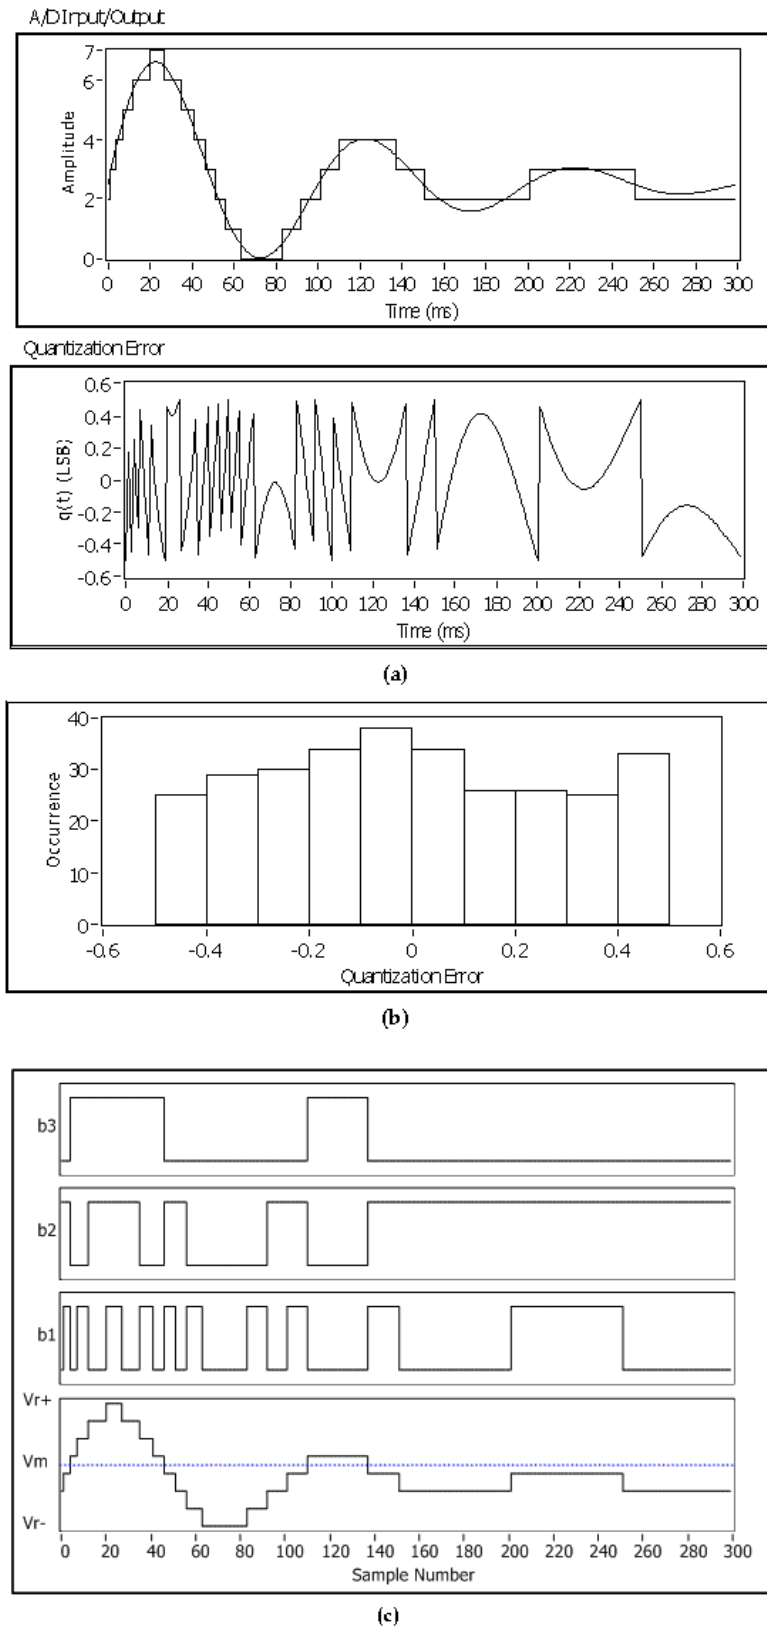 A/D Input/Output
7
6
4
2
0
Amplitude
0 20 40 60 80 100 120 140 160 180 200 220 240 260 280 300
Time (ms)
Quantization Error
0.6
0.4
0.2
0
-0.2
-0.4
-0.6
q(t) (LSB)
0 20 40 60 80 100 120 140 160 180 200 220 240 260 280 300
Time (ms)
(a)
40
30
20
10
0
Occurrence
-0.6 -0.4 -0.2 0 0.2 0.4 0.6
Quantization Error
(b)
b3
b2
b1
Vr+
Vm
Vr-
0 20 40 60 80 100 120 140 160 180 200 220 240 260 280 300
Sample Number
(c)